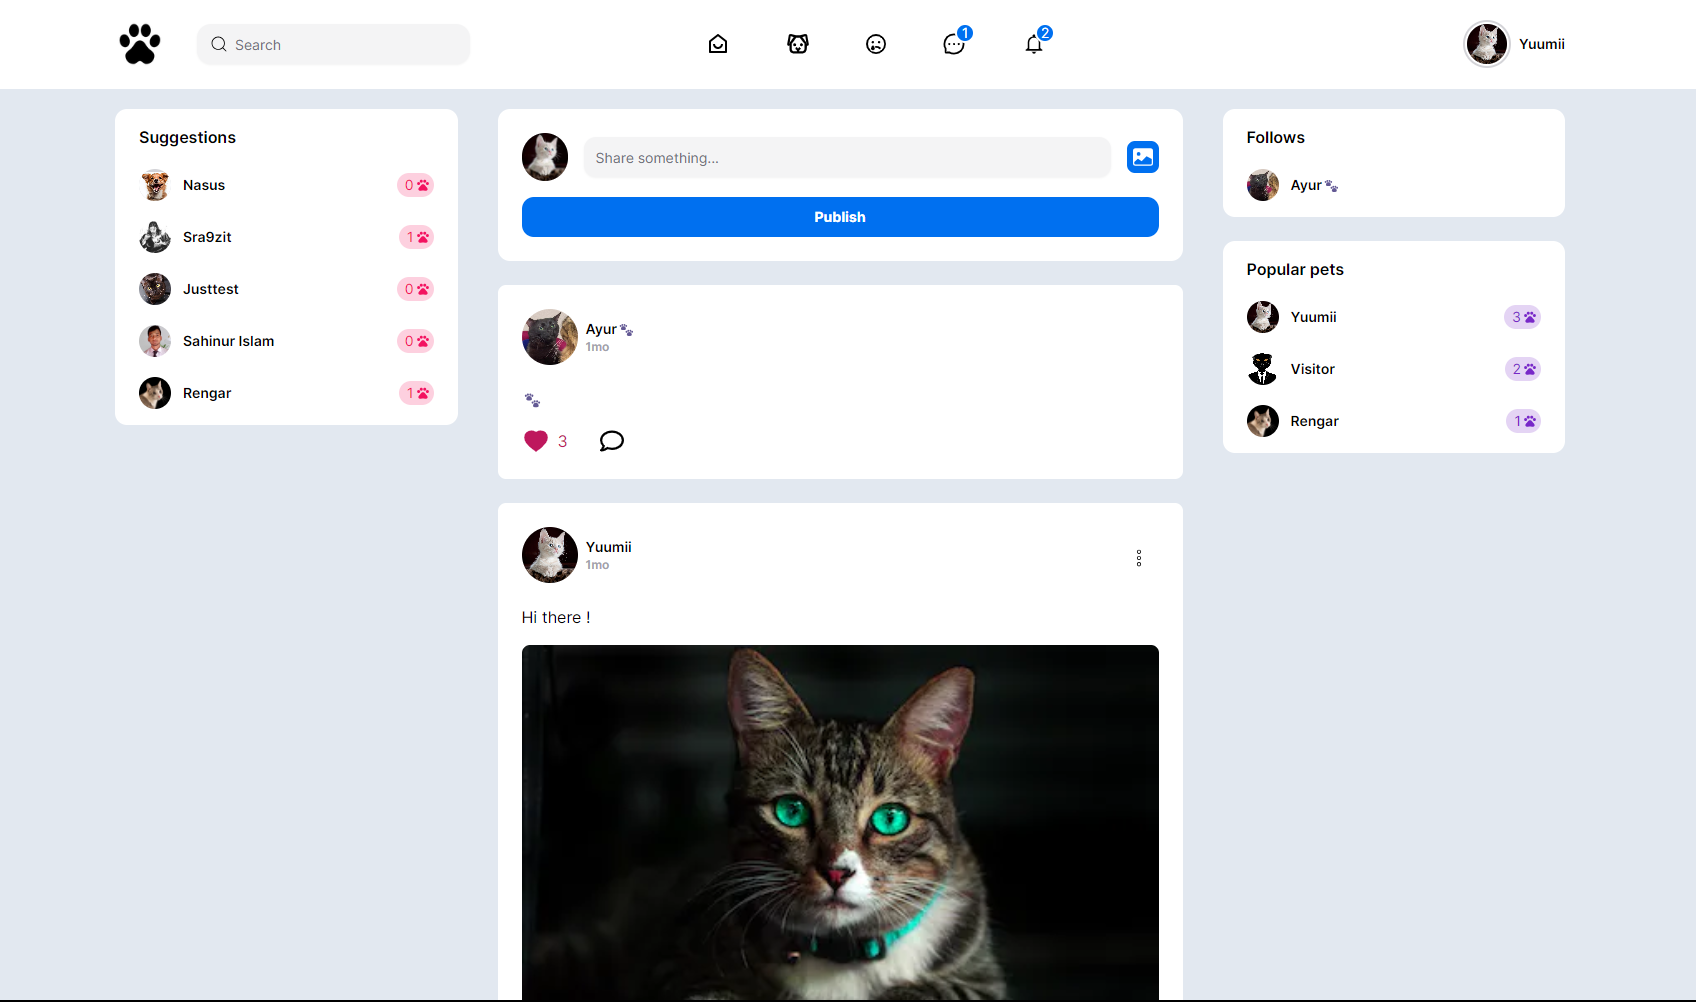 Search
1
2
Yuumii
Suggestions
Nasus
0
Sra9zit
1
Justtest
0
Sahinur Islam
0
Rengar
1
Share something...
Publish
Ayur
1mo
3
Yuumii
1mo
Hi there !
Follows
Ayur
Popular pets
Yuumii
3
Visitor
2
Rengar
1